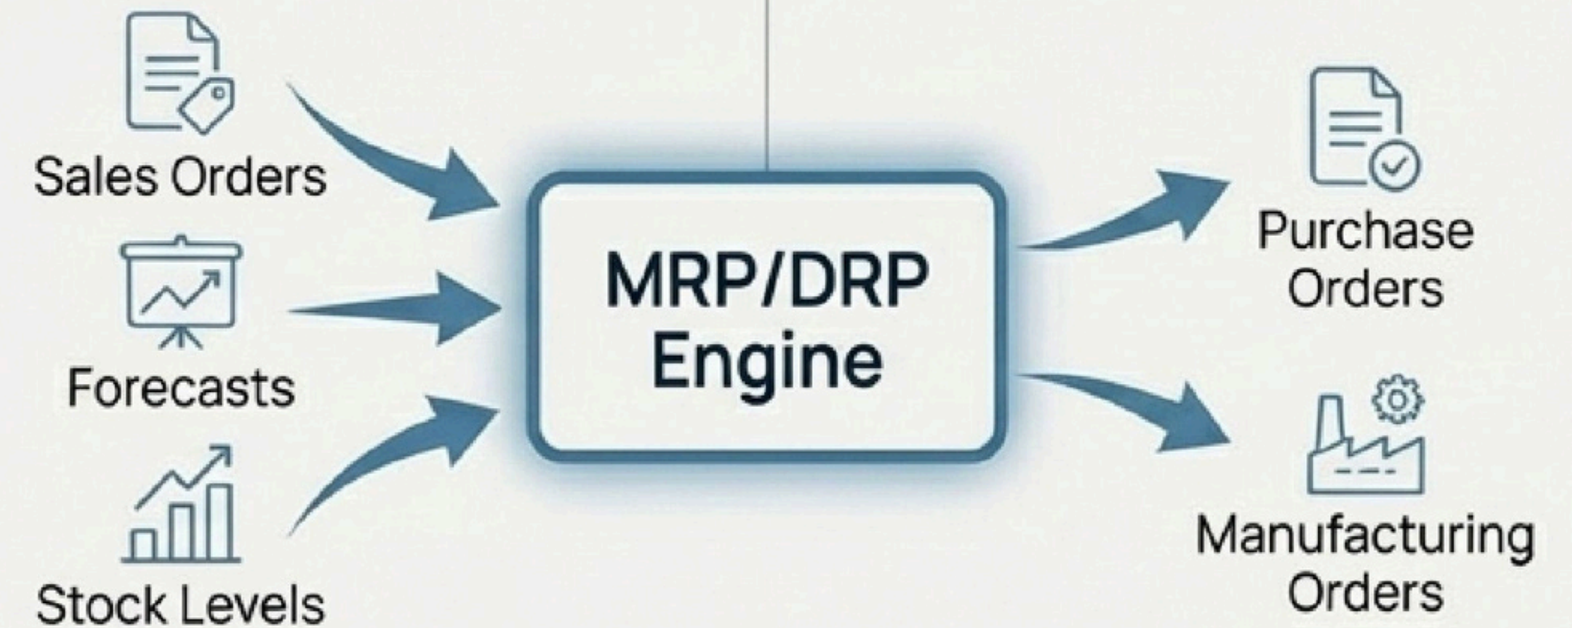 Sales Orders
Forecasts
Stock Levels
MRP/DRP
Engine
Purchase
Orders
Manufacturing
Orders